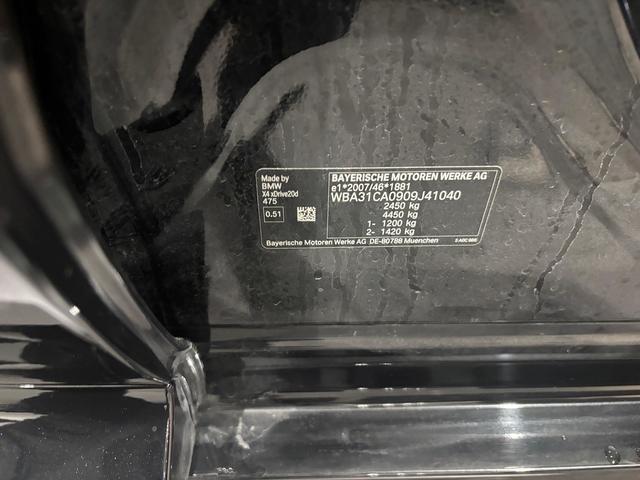 Made by
BMW
X4 xDrive20d
475
0.51
BAYERISCHE MOTOREN WERKE AG
e1*2007/46*1881
WBA31CA0909J41040
2450 kg
4450 kg
1- 1200 kg
2- 1420 kg
Bayerische Motoren Werke AG DE-80788 Muenchen